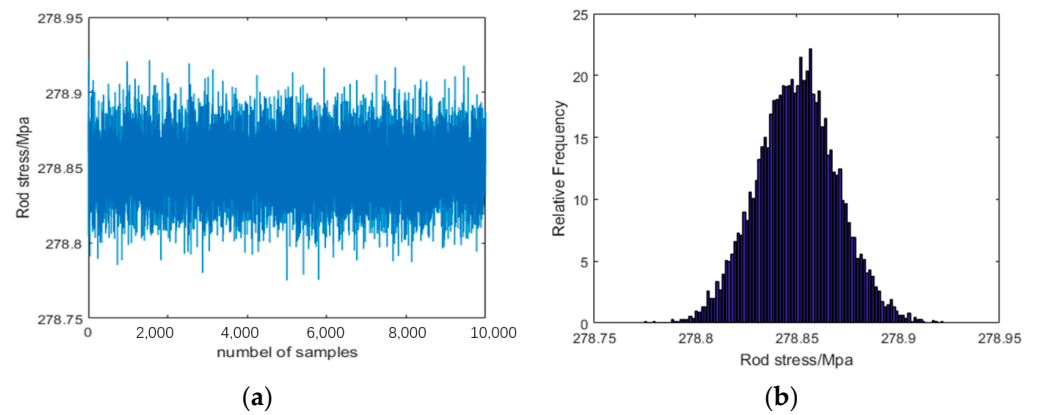 278.95
278.9
278.85
278.8
278.75
Rod stress/Mpa
0 2,000 4,000 6,000 8,000 10,000
numbel of samples
(a)
25
20
15
10
5
0
Relative Frequency
278.75 278.8 278.85 278.9 278.95
Rod stress/Mpa
(b)